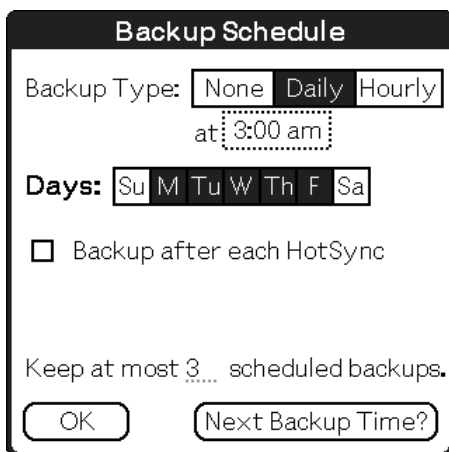 Backup Schedule
Backup Type: None Daily Hourly
at 3:00 am
Days: Su M Tu W Th F Sa
Backup after each HotSync
Keep at most 3 scheduled backups.
OK Next Backup Time?